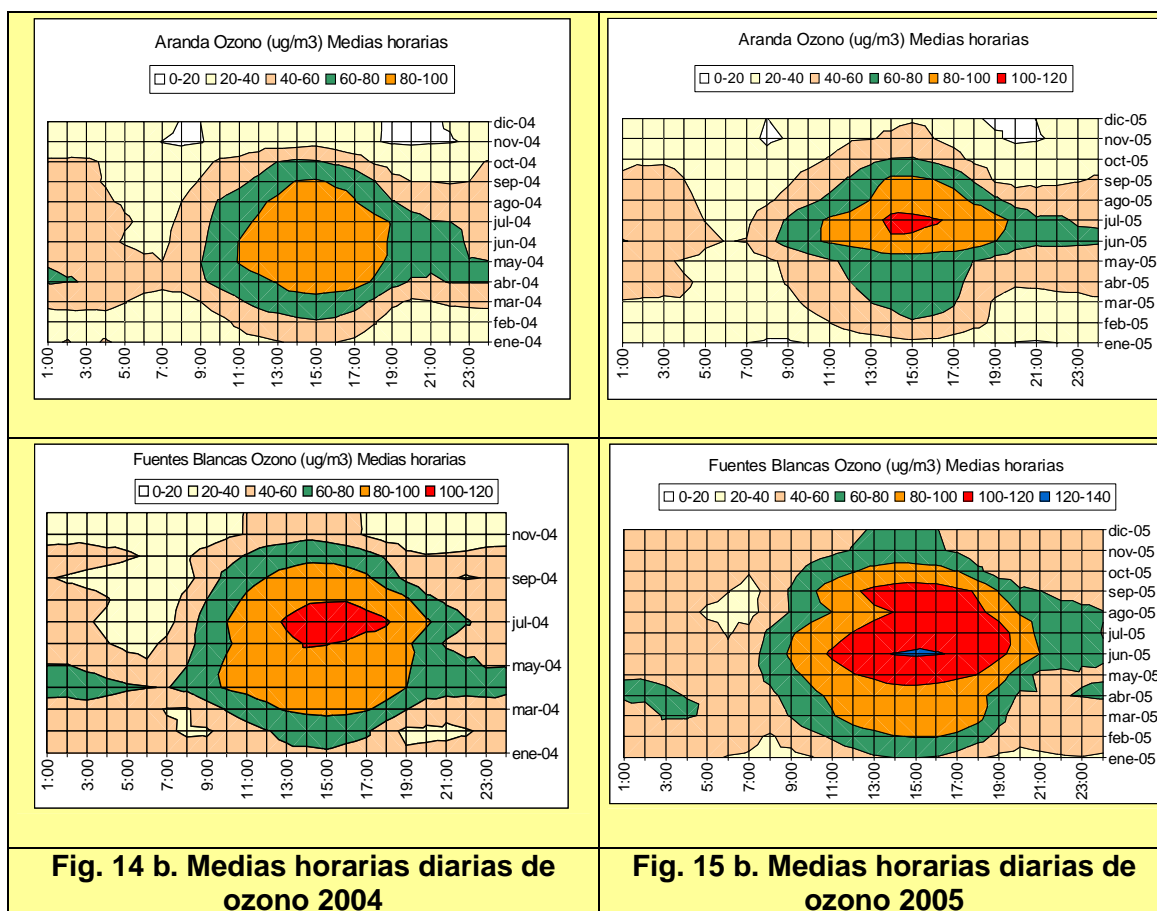 Aranda Ozono (ug/m3) Medias horarias
0-20 20-40 40-60 60-80 80-100
dic-04
nov-04
oct-04
sep-04
ago-04
jul-04
jun-04
may-04
abr-04
mar-04
feb-04
ene-04
1:00 3:00 5:00 7:00 9:00 11:00 13:00 15:00 17:00 19:00 21:00 23:00
Aranda Ozono (ug/m3) Medias horarias
0-20 20-40 40-60 60-80 80-100 100-120
dic-05
nov-05
oct-05
sep-05
ago-05
jul-05
jun-05
may-05
abr-05
mar-05
feb-05
ene-05
1:00 3:00 5:00 7:00 9:00 11:00 13:00 15:00 17:00 19:00 21:00 23:00
Fuentes Blancas Ozono (ug/m3) Medias horarias
0-20 20-40 40-60 60-80 80-100 100-120
nov-04
sep-04
jul-04
may-04
mar-04
ene-04
1:00 3:00 5:00 7:00 9:00 11:00 13:00 15:00 17:00 19:00 21:00 23:00
Fuentes Blancas Ozono (ug/m3) Medias horarias
0-20 20-40 40-60 60-80 80-100 100-120 120-140
dic-05
nov-05
oct-05
sep-05
ago-05
jul-05
jun-05
may-05
abr-05
mar-05
feb-05
ene-05
1:00 3:00 5:00 7:00 9:00 11:00 13:00 15:00 17:00 19:00 21:00 23:00
Fig. 14 b. Medias horarias diarias de
ozono 2004
Fig. 15 b. Medias horarias diarias de
ozono 2005